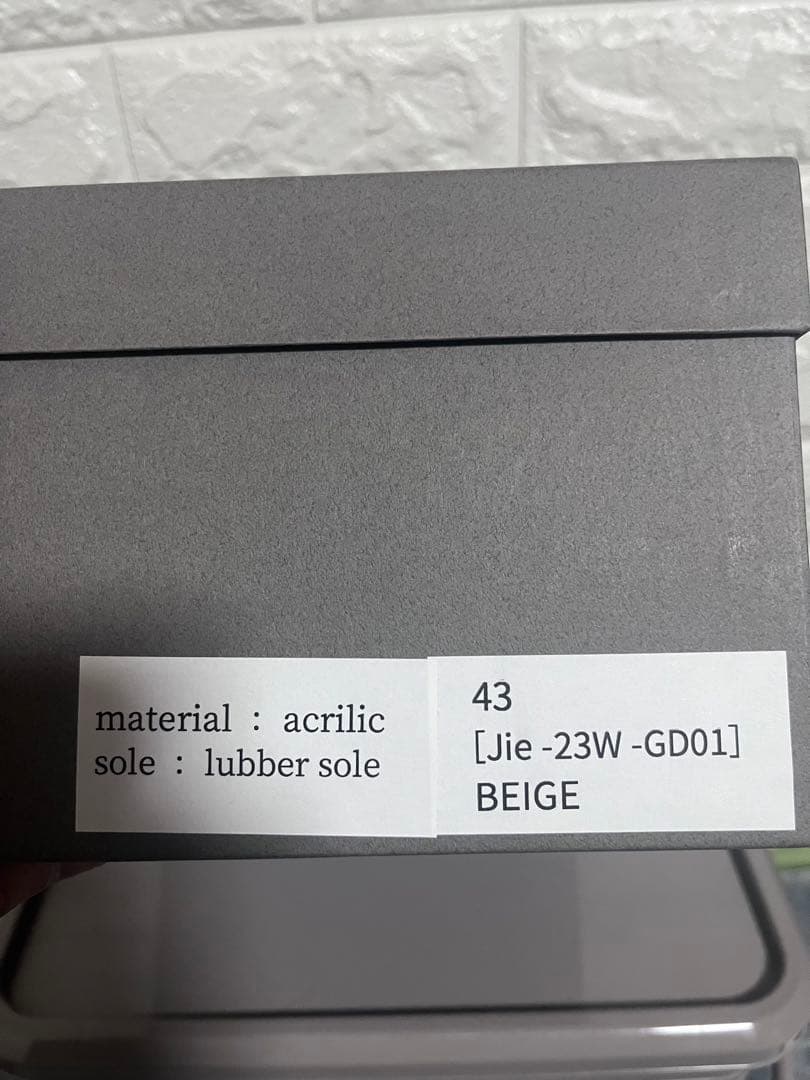 material : acrilic
sole : lubber sole
43
[Jie -23W -GD01]
BEIGE